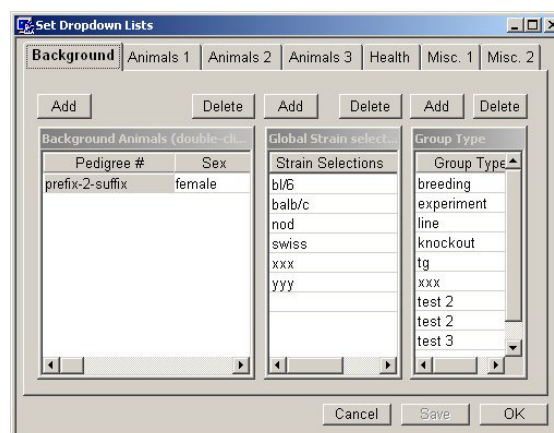 Set Dropdown Lists
Background Animals 1 Animals 2 Animals 3 Health Misc. 1 Misc. 2
Add Delete Add Delete Add Delete
Background Animals (double-cli... Global Strain select... Group Type
Pedigree # Sex Strain Selections Group Type
prefix-2-suffix female bl/6 breeding
balb/c experiment
nod line
swiss knockout
xxx tg
yyy xxx
test 2
test 2
test 3
Cancel Save OK